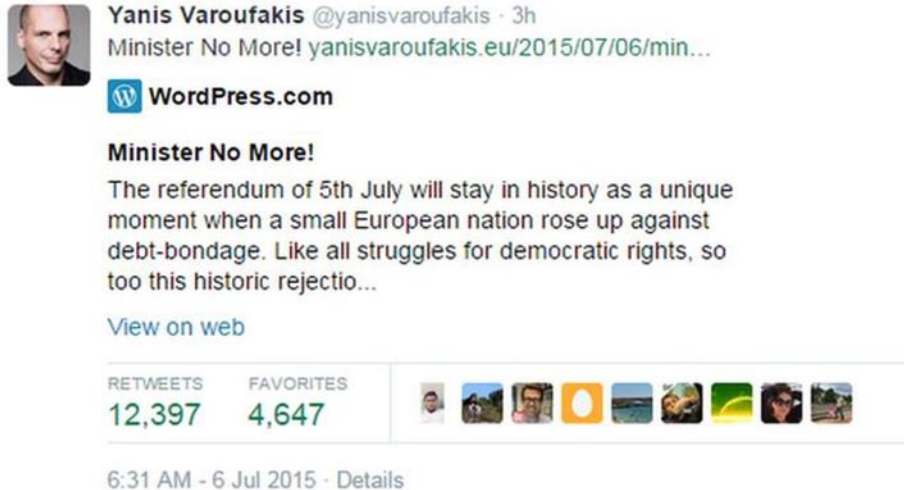 Yanis Varoufakis @yanisvaroufakis · 3h
Minister No More! yanisvaroufakis.eu/2015/07/06/min...
WordPress.com
Minister No More!
The referendum of 5th July will stay in history as a unique
moment when a small European nation rose up against
debt-bondage. Like all struggles for democratic rights, so
too this historic rejectio...
View on web
RETWEETS FAVORITES
12,397 4,647
6:31 AM - 6 Jul 2015 · Details